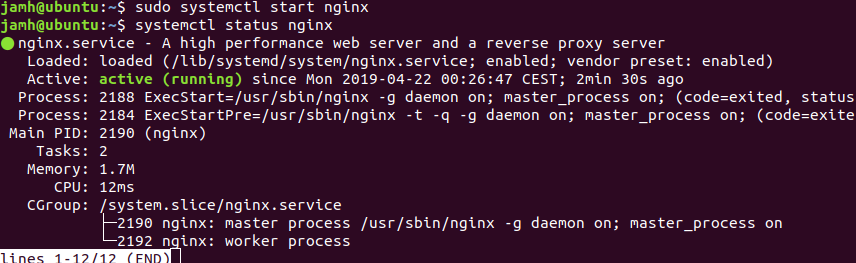 jamh@ubuntu:~$ sudo systemctl start nginx
jamh@ubuntu:~$ systemctl status nginx
● nginx.service - A high performance web server and a reverse proxy server
   Loaded: loaded (/lib/systemd/system/nginx.service; enabled; vendor preset: enabled)
   Active: active (running) since Mon 2019-04-22 00:26:47 CEST; 2min 30s ago
  Process: 2188 ExecStart=/usr/sbin/nginx -g daemon on; master_process on; (code=exited, status
  Process: 2184 ExecStartPre=/usr/sbin/nginx -t -q -g daemon on; master_process on; (code=exite
 Main PID: 2190 (nginx)
    Tasks: 2
   Memory: 1.7M
      CPU: 12ms
   CGroup: /system.slice/nginx.service
           ├─2190 nginx: master process /usr/sbin/nginx -g daemon on; master_process on
           └─2192 nginx: worker process
lines 1-12/12 (END)